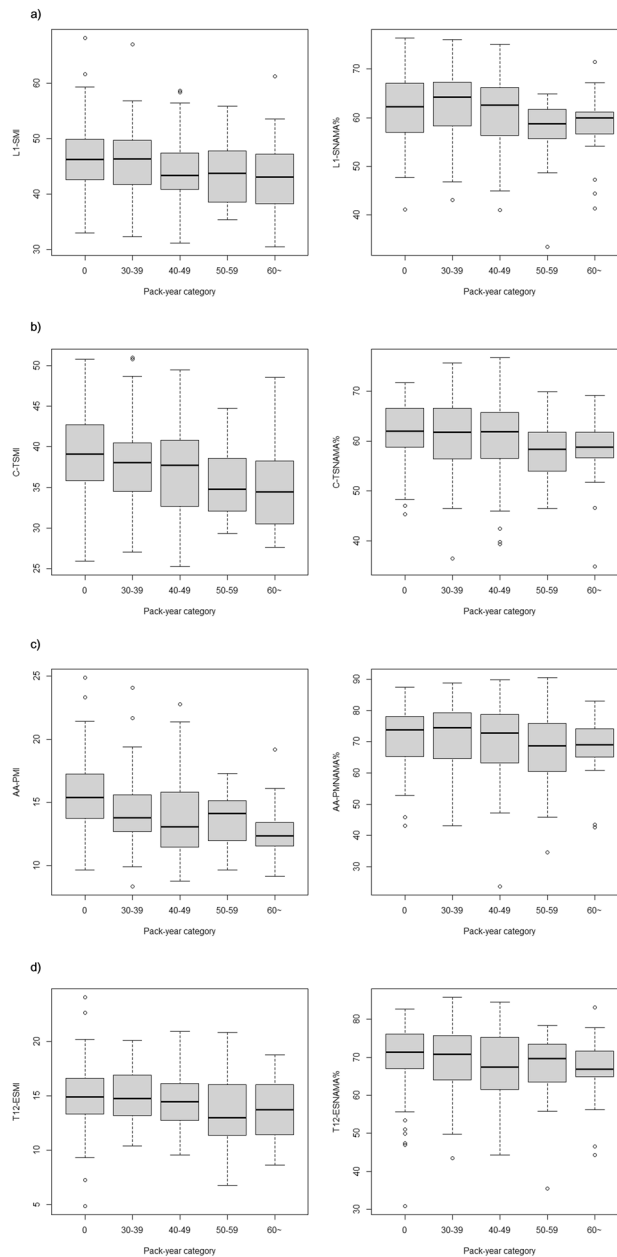 a)
60
50
40
30
L1-SMI
0 30-39 40-49 50-59 60~
Pack-year category
70
60
50
40
L1-SNAMA%
0 30-39 40-49 50-59 60~
Pack-year category
b)
50
45
40
35
30
25
C-TSMI
0 30-39 40-49 50-59 60~
Pack-year category
70
60
50
40
C-TSNAMA%
0 30-39 40-49 50-59 60~
Pack-year category
c)
25
20
15
10
AA-PMI
0 30-39 40-49 50-59 60~
Pack-year category
90
80
70
60
50
40
30
AA-PMNAMA%
0 30-39 40-49 50-59 60~
Pack-year category
d)
20
15
10
5
T12-ESMI
0 30-39 40-49 50-59 60~
Pack-year category
80
70
60
50
40
30
T12-ESNAMA%
0 30-39 40-49 50-59 60~
Pack-year category